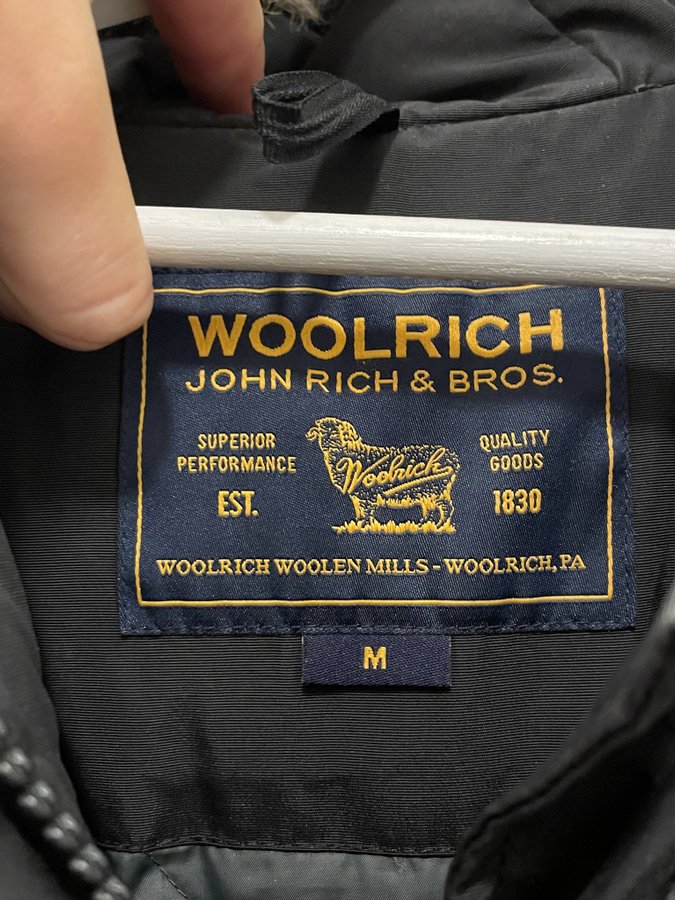 WOOLRICH
JOHN RICH & BROS.
SUPERIOR
PERFORMANCE
EST.
Woolrich
QUALITY
GOODS
1830
WOOLRICH WOOLEN MILLS - WOOLRICH, PA
M